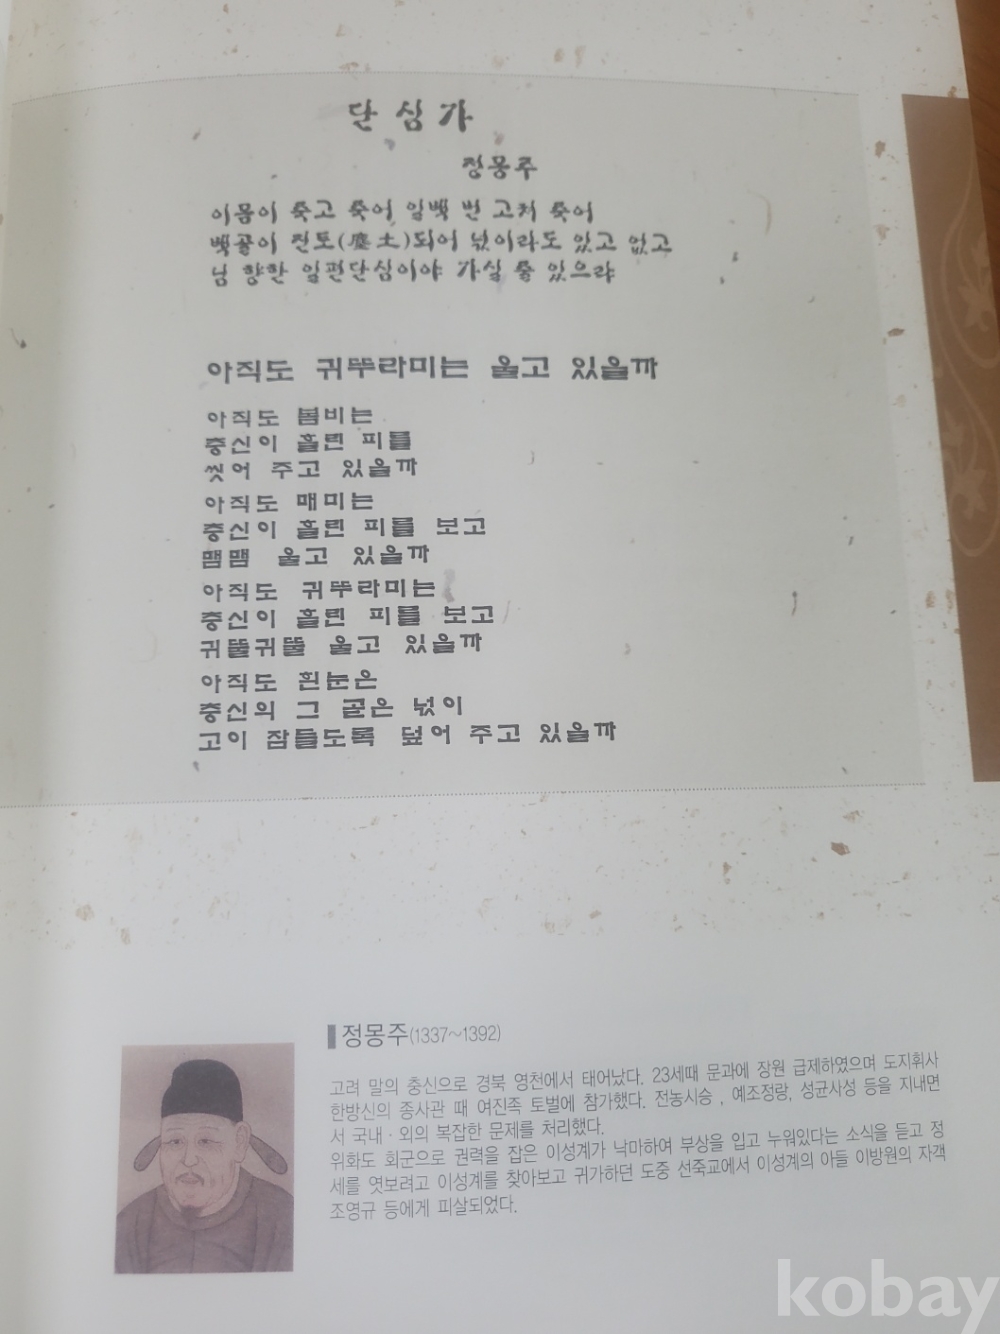 단심가
정몽주
이몸이 죽고 죽어 일백 번 고쳐 죽어
백골이 진토(塵土)되어 넋이라도 있고 없고
님 향한 일편단심이야 가실 줄 있으랴
아직도 귀뚜라미는 울고 있을까
아직도 봄비는
충신이 흘린 피를
씻어 주고 있을까
아직도 매미는
충신이 흘린 피를 보고
맴맴 울고 있을까
아직도 귀뚜라미는
충신이 흘린 피를 보고
귀뚤귀뚤 울고 있을까
아직도 흰눈은
충신의 그 곧은 넋이
고이 잠들도록 덮어 주고 있을까
정몽주(1337~1392)
고려 말의 충신으로 경북 영천에서 태어났다. 23세때 문과에 장원 급제하였으며 도지휘사
한방신의 종사관 때 여진족 토벌에 참가했다. 전농시승 , 예조정랑, 성균사성 등을 지내면
서 국내 · 외의 복잡한 문제를 처리했다.
위화도 회군으로 권력을 잡은 이성계가 낙마하여 부상을 입고 누워있다는 소식을 듣고 정
세를 엿보려고 이성계를 찾아보고 귀가하던 도중 선죽교에서 이성계의 아들 이방원의 자객
조영규 등에게 피살되었다.
kobay